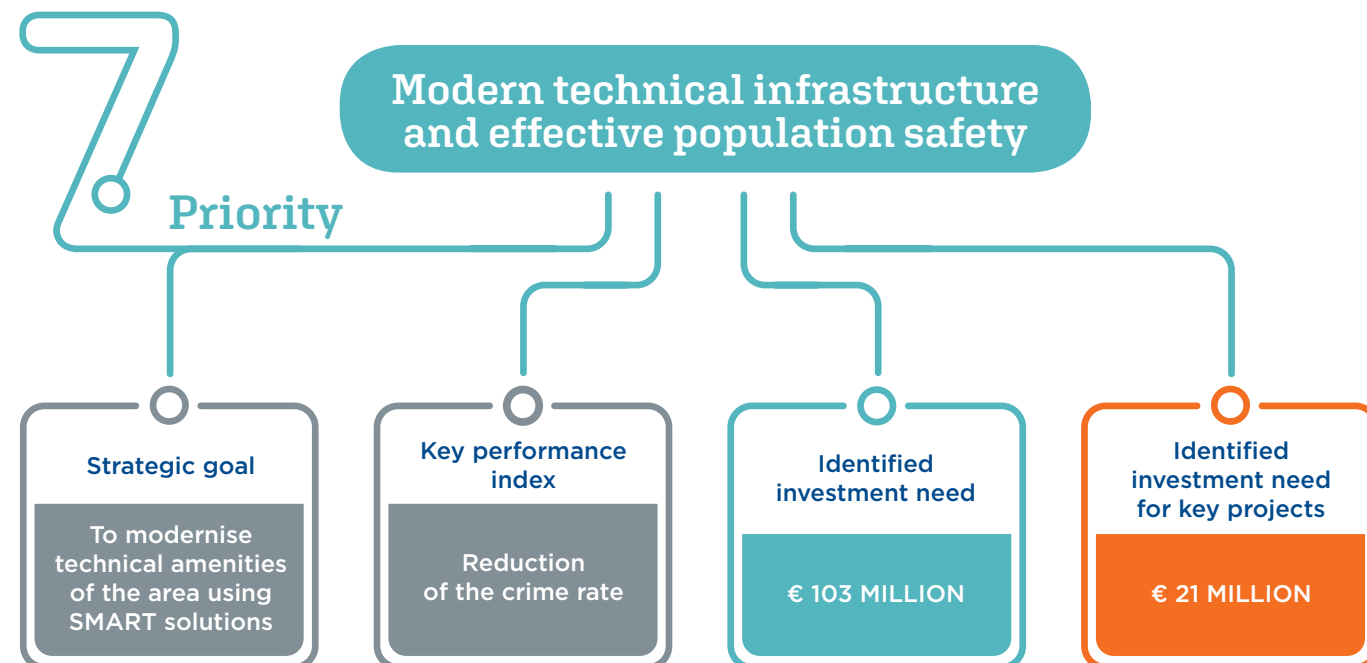 7
Priority
Modern technical infrastructure
and effective population safety
Strategic goal
To modernise
technical amenities
of the area using
SMART solutions
Key performance
index
Reduction
of the crime rate
Identified
investment need
€ 103 MILLION
Identified
investment need
for key projects
€ 21 MILLION